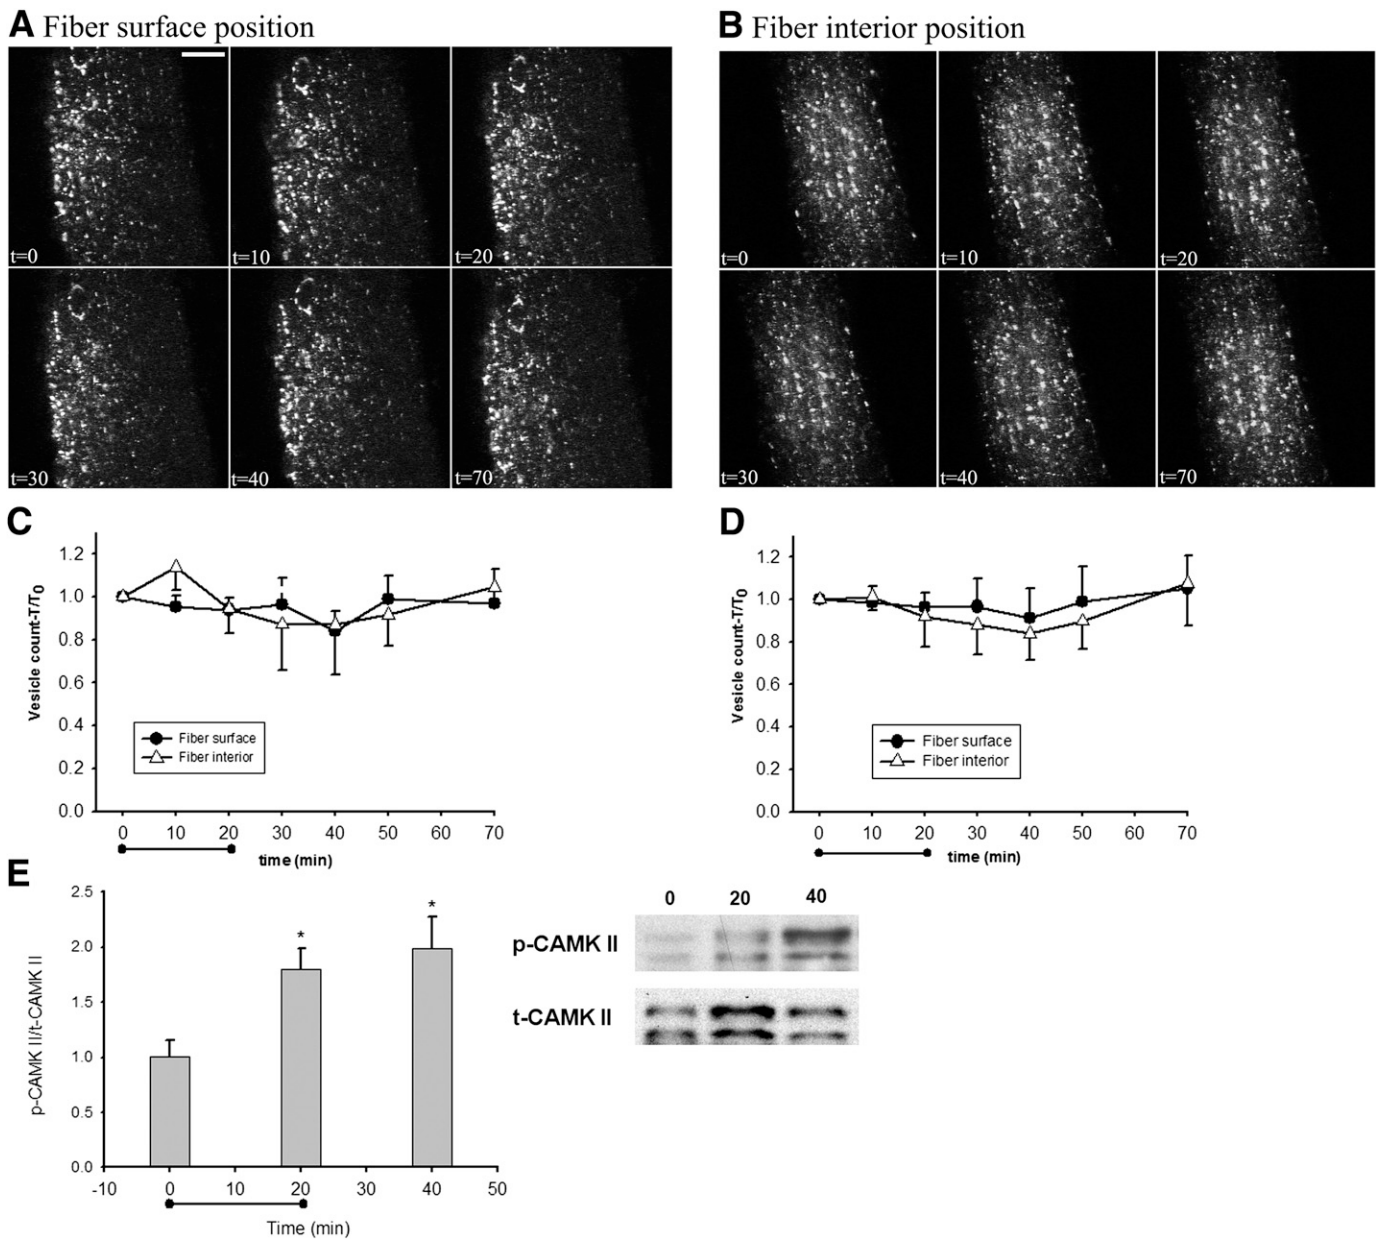 A Fiber surface position
B Fiber interior position
t=0 t=10 t=20
t=0 t=10 t=20
t=30 t=40 t=70
t=30 t=40 t=70
C
Vesicle count-T/T0
1.2
1.0
0.8
0.6
0.4
0.2
0.0
Fiber surface
Fiber interior
0 10 20 30 40 50 60 70
time (min)
D
Vesicle count-T/T0
1.2
1.0
0.8
0.6
0.4
0.2
0.0
Fiber surface
Fiber interior
0 10 20 30 40 50 60 70
time (min)
E
p-CAMK II/t-CAMK II
2.5
2.0
1.5
1.0
0.5
0.0
* *
-10 0 10 20 30 40 50
Time (min)
0 20 40
p-CAMK II
t-CAMK II